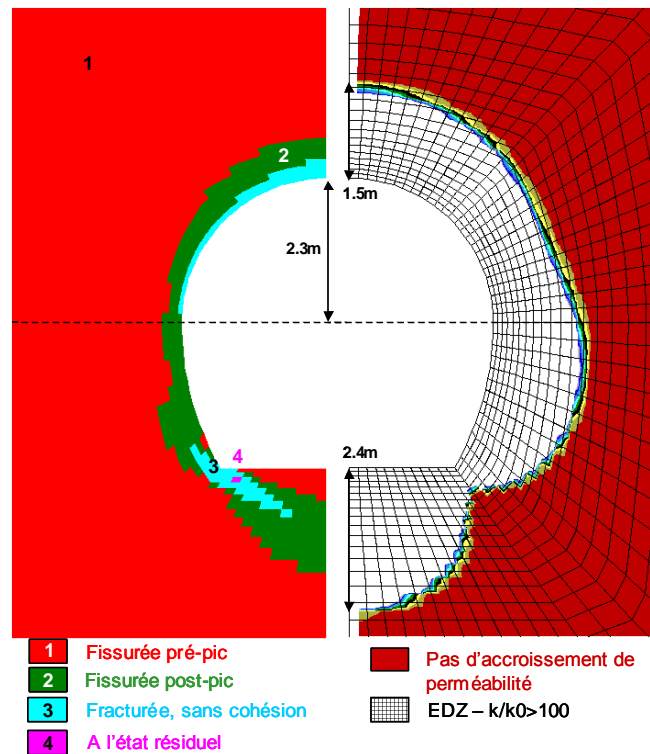 1
2
1.5m
2.3m
2.4m
4
3
1 Fissurée pré-pic
2 Fissurée post-pic
3 Fracturée, sans cohésion
4 A l'état résiduel
Pas d'accroissement de
perméabilité
EDZ – k/k0>100